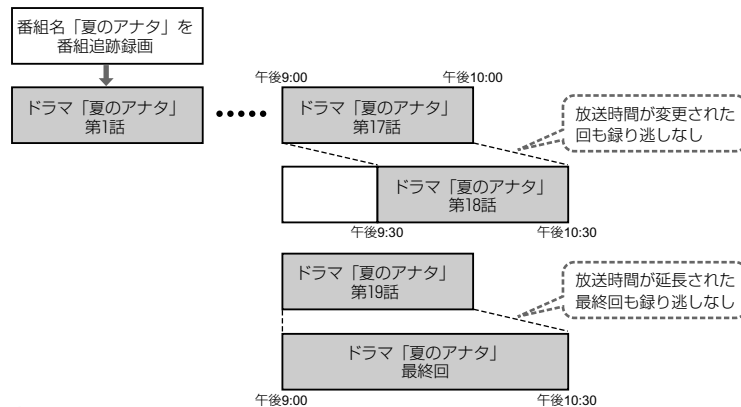 番組名「夏のアナタ」を
番組追跡録画
ドラマ「夏のアナタ」
第1話
午後9:00
午後10:00
ドラマ「夏のアナタ」
第17話
放送時間が変更された
回も録り逃しなし
ドラマ「夏のアナタ」
第18話
午後9:30
午後10:30
ドラマ「夏のアナタ」
第19話
放送時間が延長された
最終回も録り逃しなし
ドラマ「夏のアナタ」
最終回
午後9:00
午後10:30